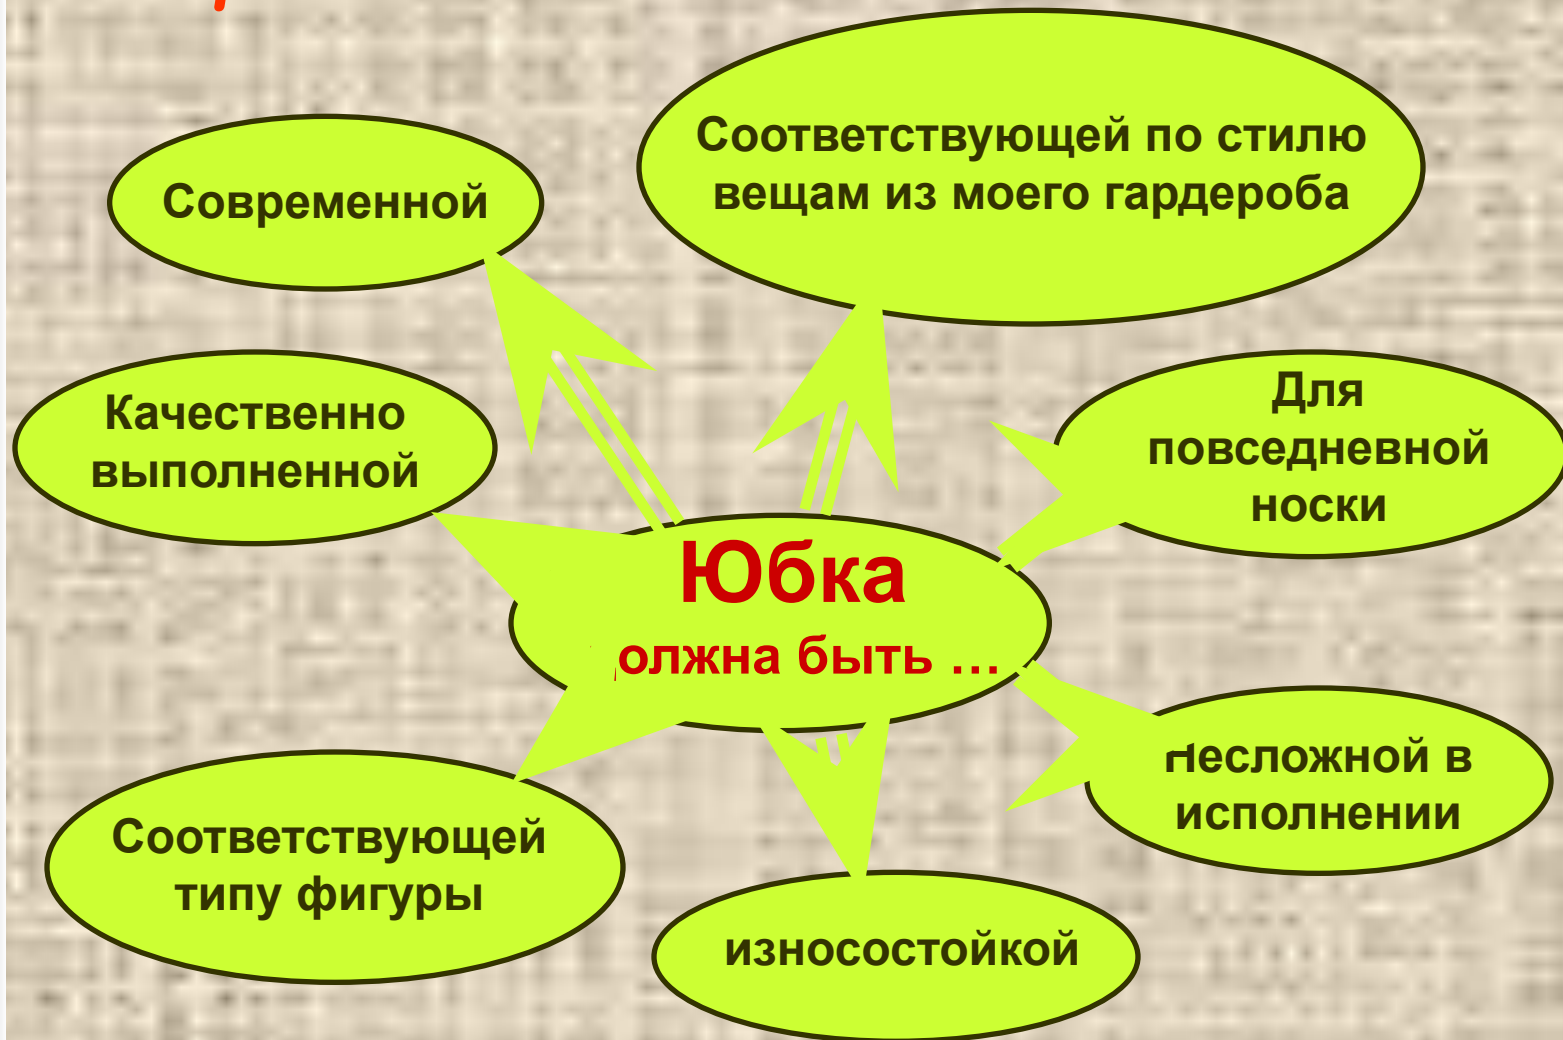 Соответствующей по стилю
вещам из моего гардероба
Современной
Для
повседневной
носки
Качественно
выполненной
Юбка
олжна быть ...
Несложной в
исполнении
Соответствующей
типу фигуры
износостойкой